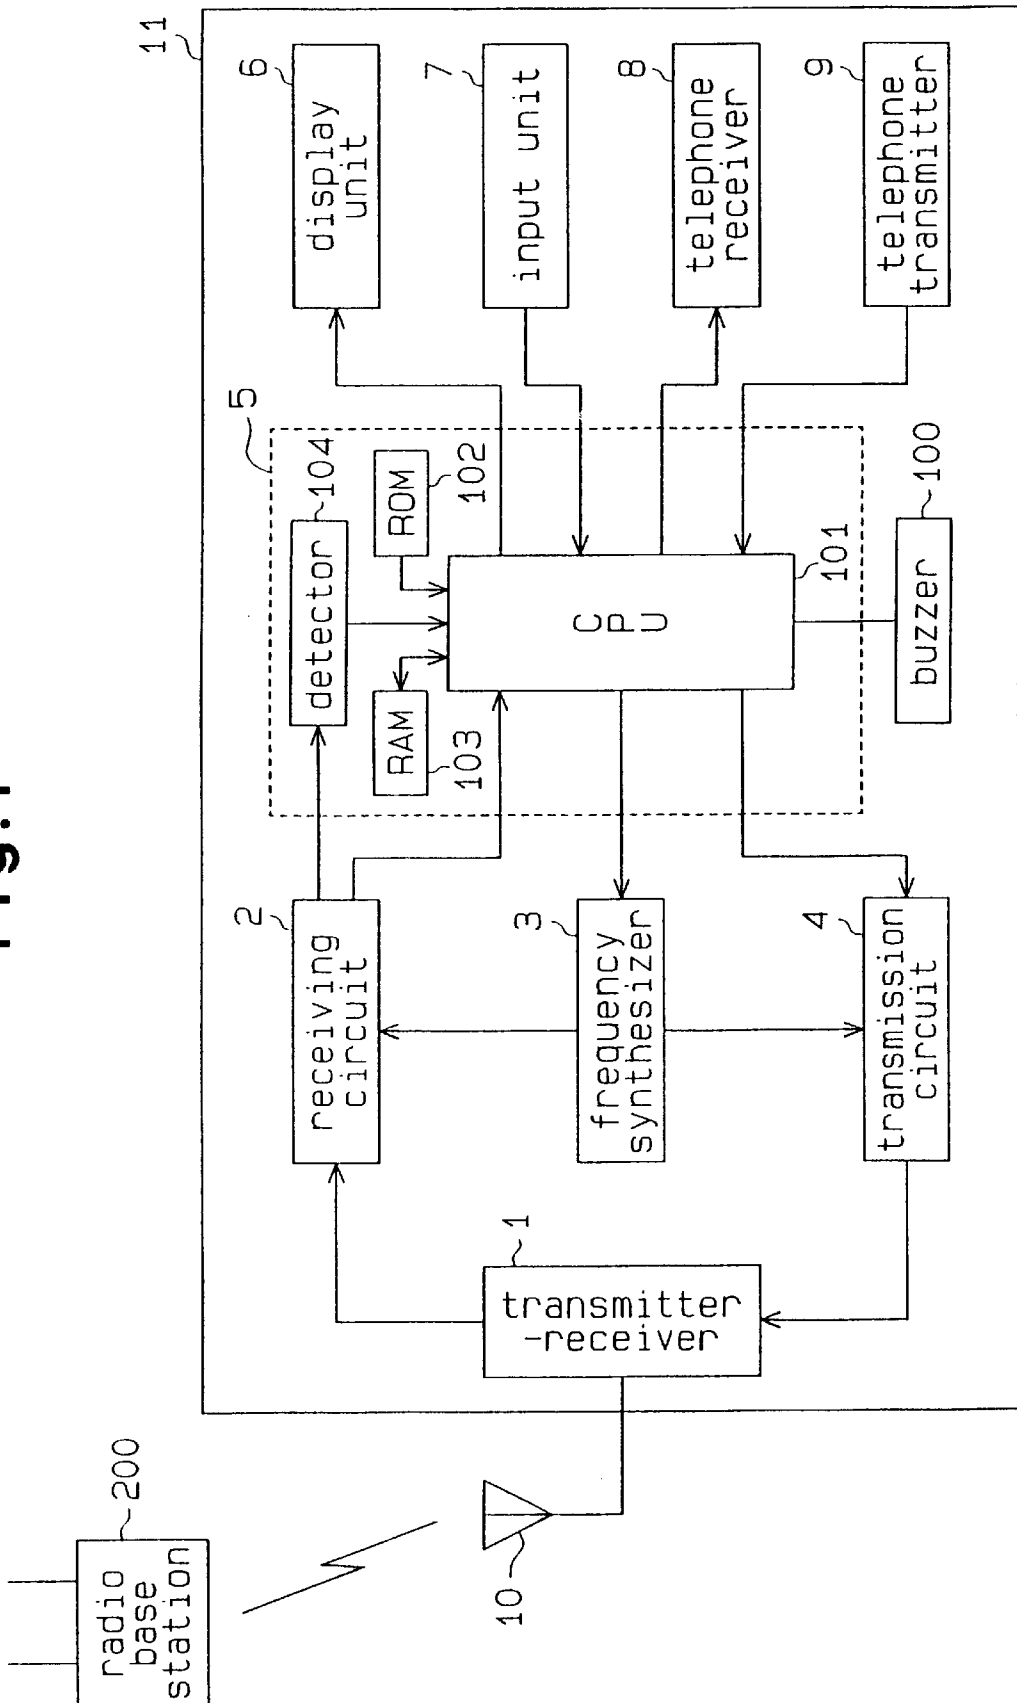 Fig.1
11
6
display
unit
7
input unit
8
telephone
receiver
9
telephone
transmitter
5
104
detector
ROM
102
RAM
103
CPU
101
100
buzzer
2
receiving
circuit
3
frequency
synthesizer
4
transmission
circuit
1
transmitter
-receiver
10
200
radio
base
station